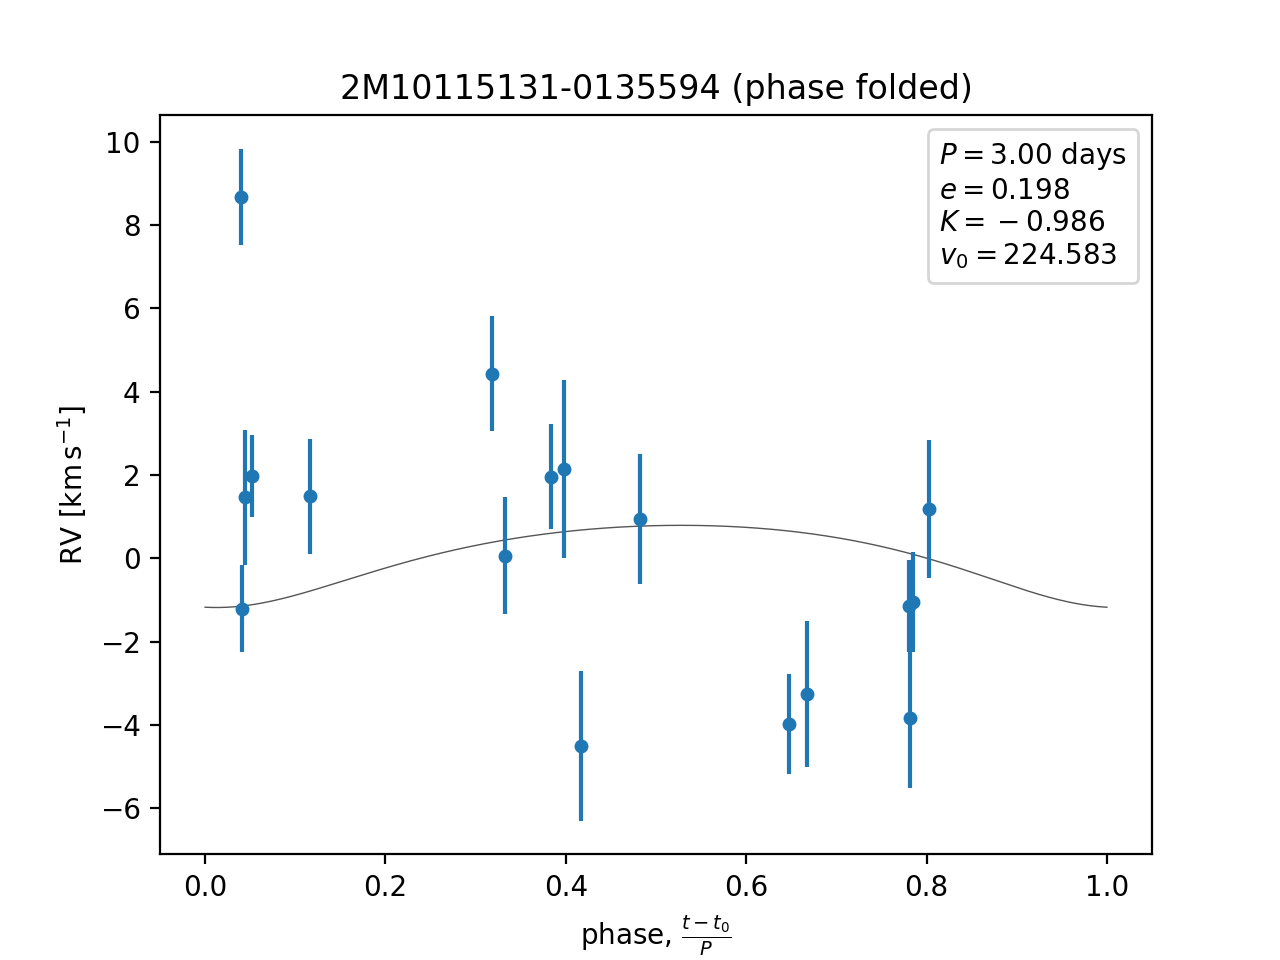 2M10115131-0135594 (phase folded)
P = 3.00 days
e = 0.198
K = −0.986
v₀ = 224.583
10
8
6
4
2
0
−2
−4
−6
RV [km s⁻¹]
0.0 0.2 0.4 0.6 0.8 1.0
phase, (t − t₀)/P